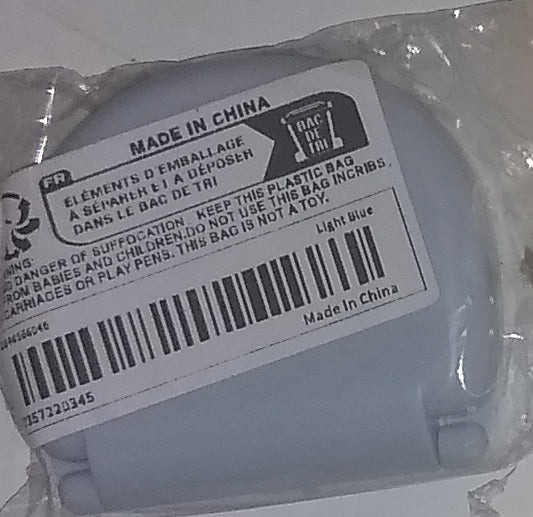 MADE IN CHINA
FR
ÉLÉMENTS D'EMBALLAGE
À SÉPARER ET À DÉPOSER
DANS LE BAC DE TRI
BAC
DE
TRI
DANGER OF SUFFOCATION. KEEP THIS PLASTIC BAG
FROM BABIES AND CHILDREN.DO NOT USE THIS BAG INCRIBS.
CARRIAGES OR PLAY PENS. THIS BAG IS NOT A TOY.
Light Blue
Made In China
7357220345